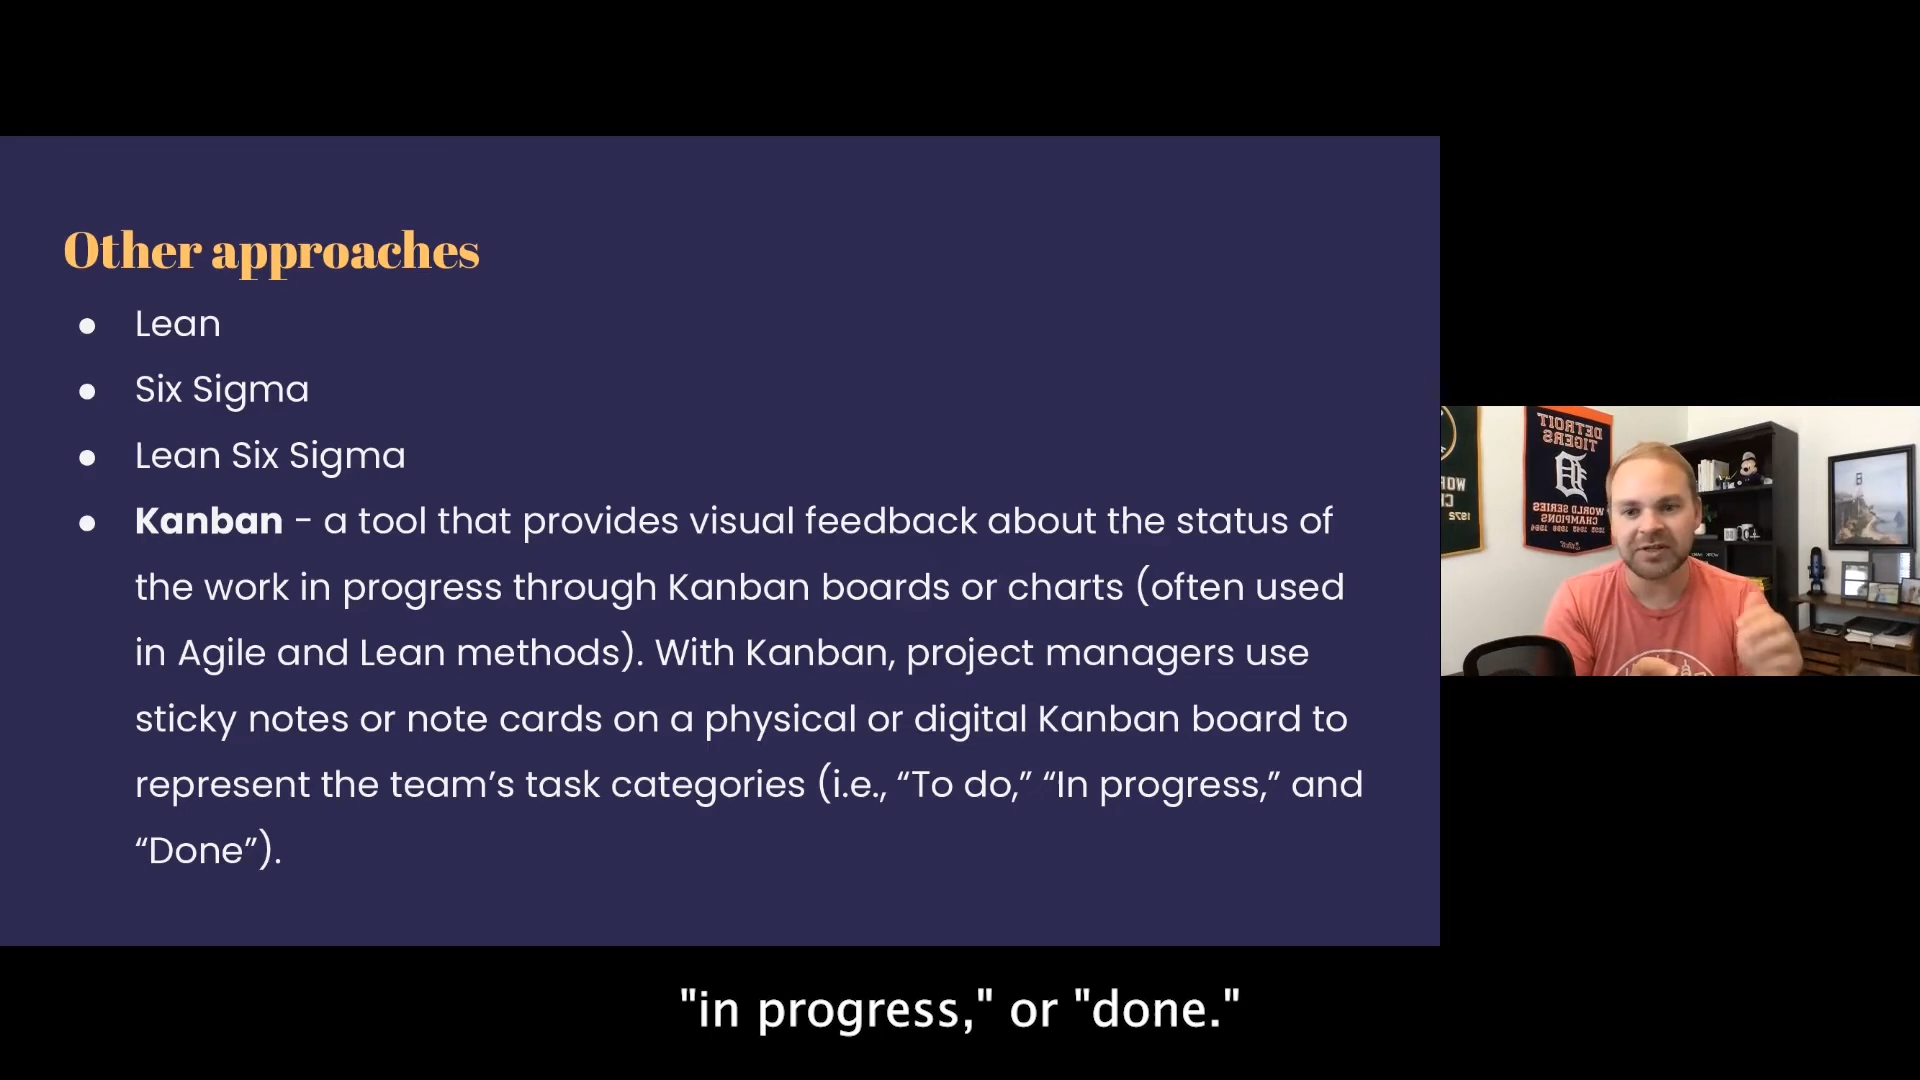 Other approaches
● Lean
● Six Sigma
● Lean Six Sigma
● Kanban - a tool that provides visual feedback about the status of
the work in progress through Kanban boards or charts (often used
in Agile and Lean methods). With Kanban, project managers use
sticky notes or note cards on a physical or digital Kanban board to
represent the team’s task categories (i.e., “To do,” “In progress,” and
“Done”).
DETROIT
TIGERS
WORLD SERIES
CHAMPIONS
"in progress," or "done."